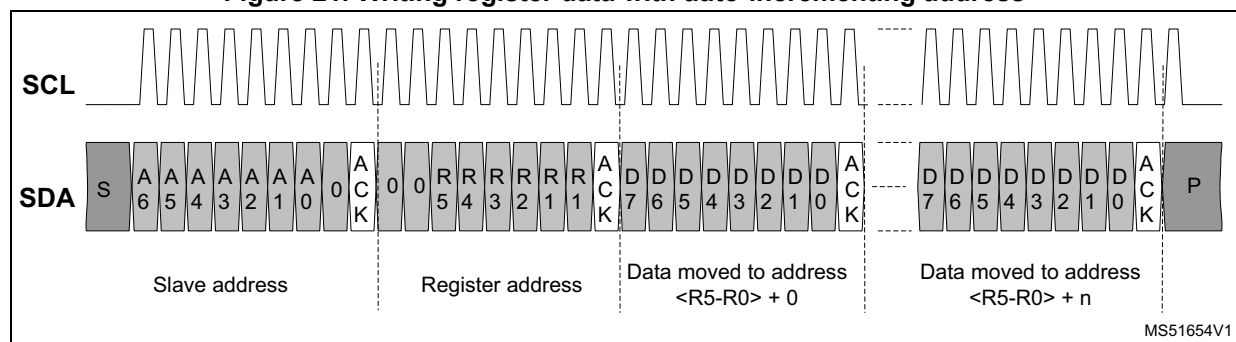 Figure 21. Writing register data with auto-incrementing address
SCL
SDA
S A6 A5 A4 A3 A2 A1 A0 0 ACK 0 0 R5 R4 R3 R2 R1 R1 ACK D7 D6 D5 D4 D3 D2 D1 D0 ACK D7 D6 D5 D4 D3 D2 D1 D0 ACK P
Slave address
Register address
Data moved to address
<R5-R0> + 0
Data moved to address
<R5-R0> + n
MS51654V1